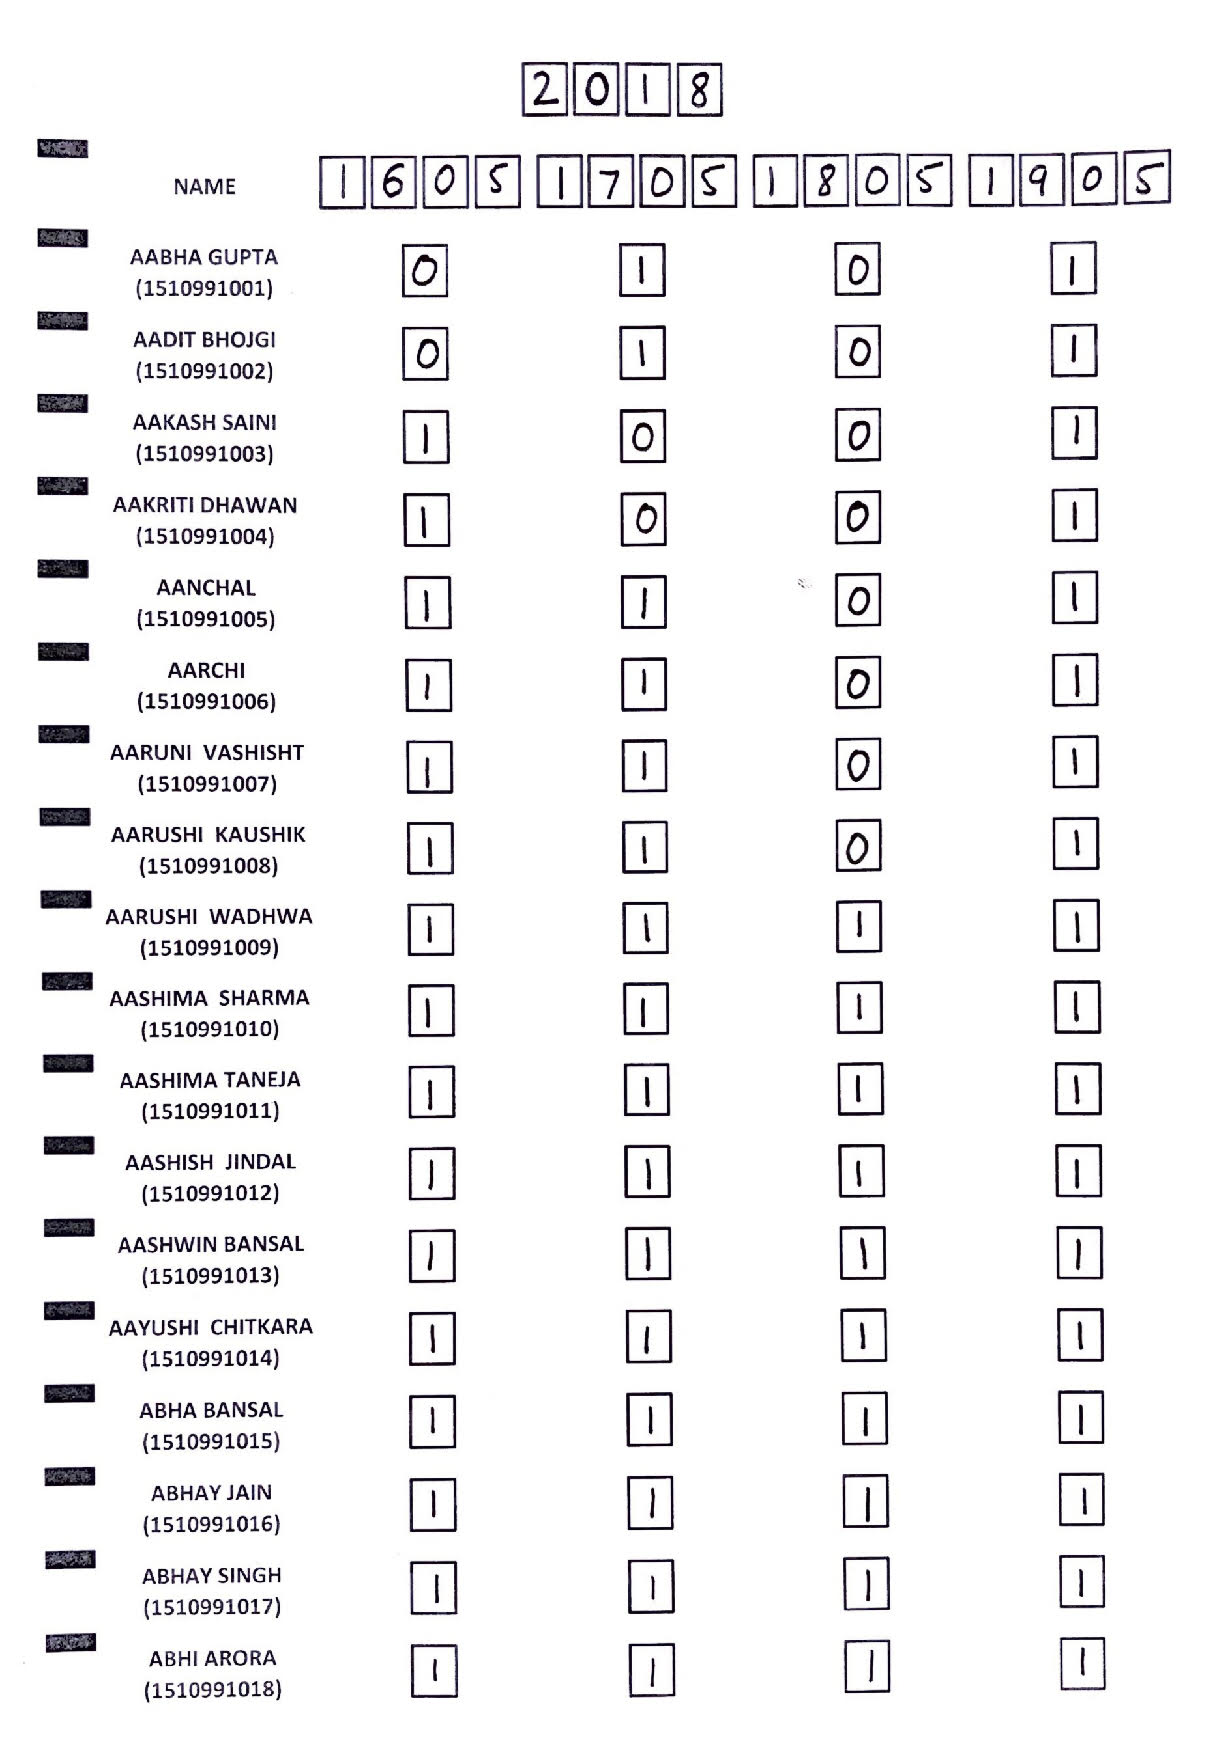 2018
NAME 1605 1705 1805 1905
AABHA GUPTA
(1510991001) 0 1 0 1
AADIT BHOJGI
(1510991002) 0 1 0 1
AAKASH SAINI
(1510991003) 1 0 0 1
AAKRITI DHAWAN
(1510991004) 1 0 0 1
AANCHAL
(1510991005) 1 1 0 1
AARCHI
(1510991006) 1 1 0 1
AARUNI VASHISHT
(1510991007) 1 1 0 1
AARUSHI KAUSHIK
(1510991008) 1 1 0 1
AARUSHI WADHWA
(1510991009) 1 1 1 1
AASHIMA SHARMA
(1510991010) 1 1 1 1
AASHIMA TANEJA
(1510991011) 1 1 1 1
AASHISH JINDAL
(1510991012) 1 1 1 1
AASHWIN BANSAL
(1510991013) 1 1 1 1
AAYUSHI CHITKARA
(1510991014) 1 1 1 1
ABHA BANSAL
(1510991015) 1 1 1 1
ABHAY JAIN
(1510991016) 1 1 1 1
ABHAY SINGH
(1510991017) 1 1 1 1
ABHI ARORA
(1510991018) 1 1 1 1